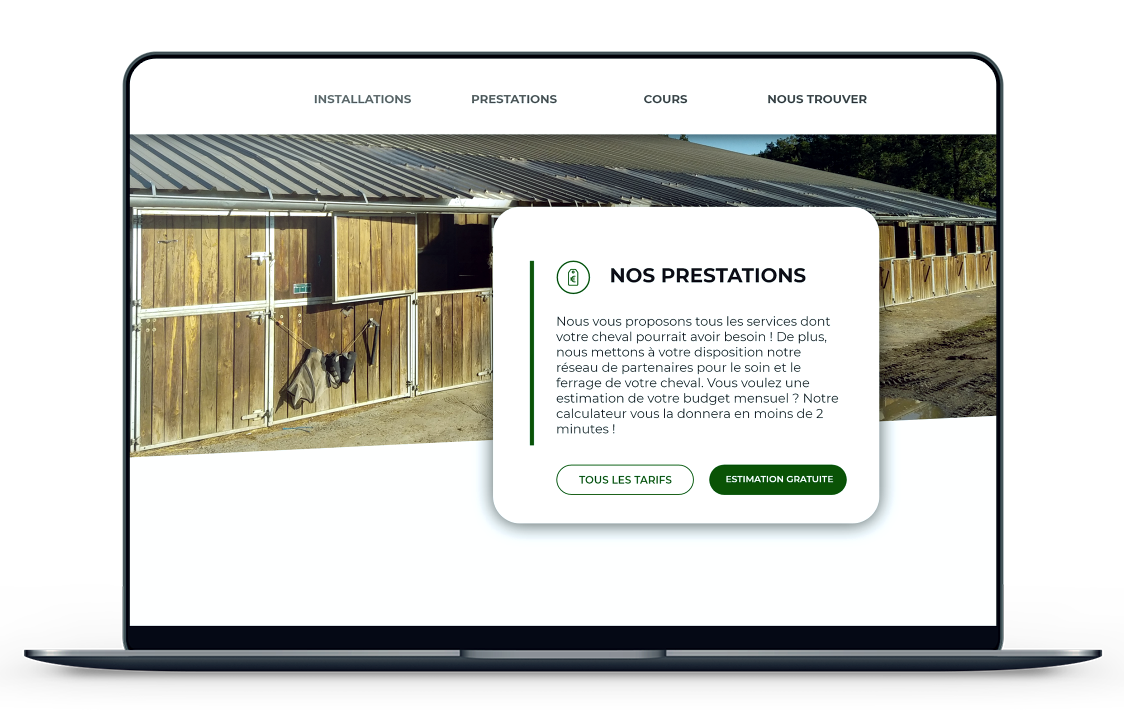 INSTALLATIONS PRESTATIONS COURS NOUS TROUVER
€ NOS PRESTATIONS
Nous vous proposons tous les services dont
votre cheval pourrait avoir besoin ! De plus,
nous mettons à votre disposition notre
réseau de partenaires pour le soin et le
ferrage de votre cheval. Vous voulez une
estimation de votre budget mensuel ? Notre
calculateur vous la donnera en moins de 2
minutes !
TOUS LES TARIFS ESTIMATION GRATUITE